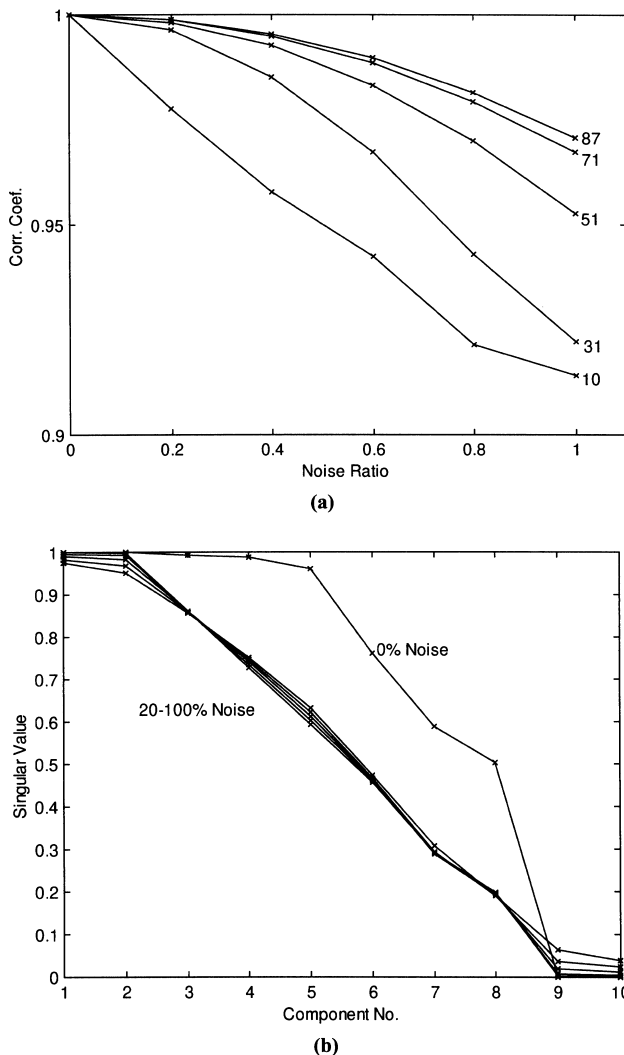 1
0.95
0.9
Corr. Coef.
87
71
51
31
10
0 0.2 0.4 0.6 0.8 1
Noise Ratio
(a)
1
0.9
0.8
0.7
0.6
0.5
0.4
0.3
0.2
0.1
0
Singular Value
0% Noise
20-100% Noise
1 2 3 4 5 6 7 8 9 10
Component No.
(b)